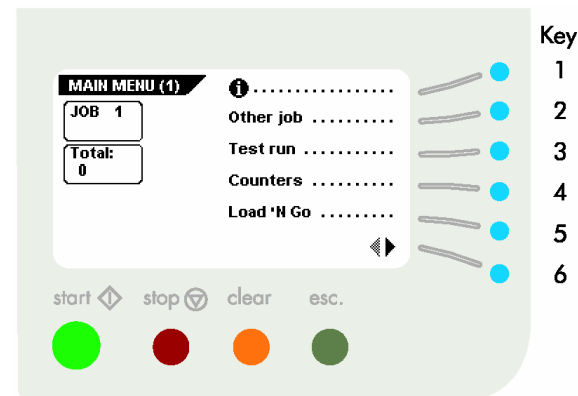 Key
MAIN MENU (1)
JOB 1
Total:
0
i..................
Other job ..........
Test run ..........
Counters ..........
Load 'N Go .........
1
2
3
4
5
6
start stop clear esc.